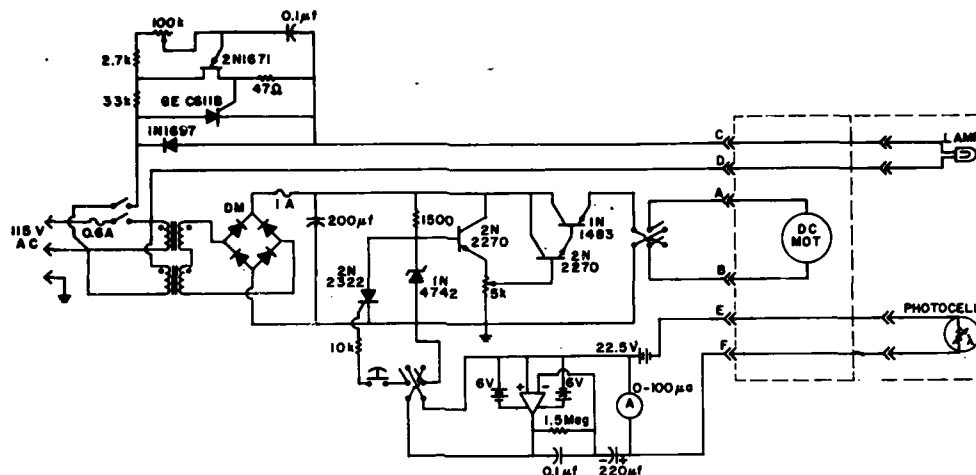 100k
0.1μf
2.7k
2N1671
33k
47Ω
GE C611B
1N1697
C
LAMP
D
DM
1 A
A
115 V
AC
0.6A
200μf
1500
2N
2270
1N
1483
DC
MOT
2N
2322
1N
4742
5k
2N
2270
B
10k
E
PHOTOCELL
22.5V
F
λ
6V
+
-
6V
0-100μa
A
1.5Meg
- +
0.1μf
220μf